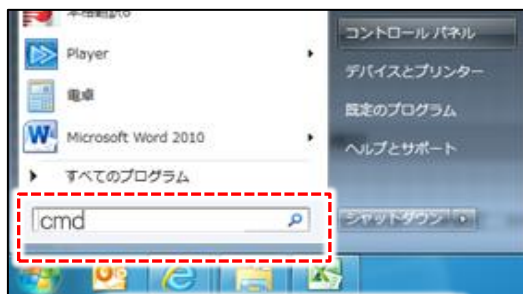 Player
電卓
Microsoft Word 2010
すべてのプログラム
cmd
コントロール パネル
デバイスとプリンター
既定のプログラム
ヘルプとサポート
シャットダウン